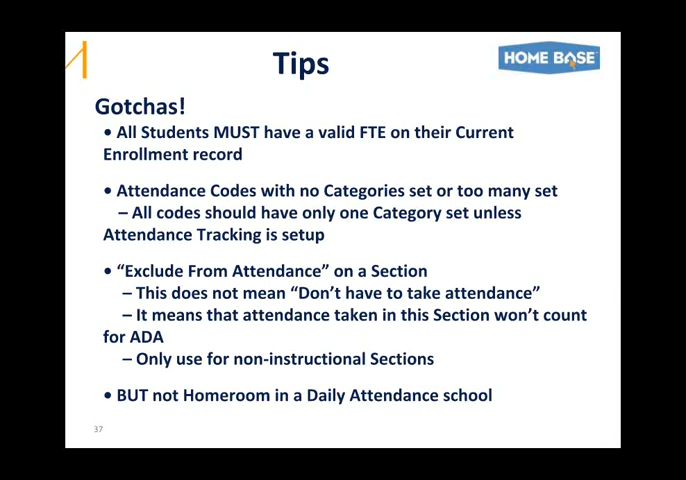 Tips
HOME BASE
Gotchas!
• All Students MUST have a valid FTE on their Current
Enrollment record
• Attendance Codes with no Categories set or too many set
– All codes should have only one Category set unless
Attendance Tracking is setup
• “Exclude From Attendance” on a Section
– This does not mean “Don’t have to take attendance”
– It means that attendance taken in this Section won’t count
for ADA
– Only use for non-instructional Sections
• BUT not Homeroom in a Daily Attendance school
37